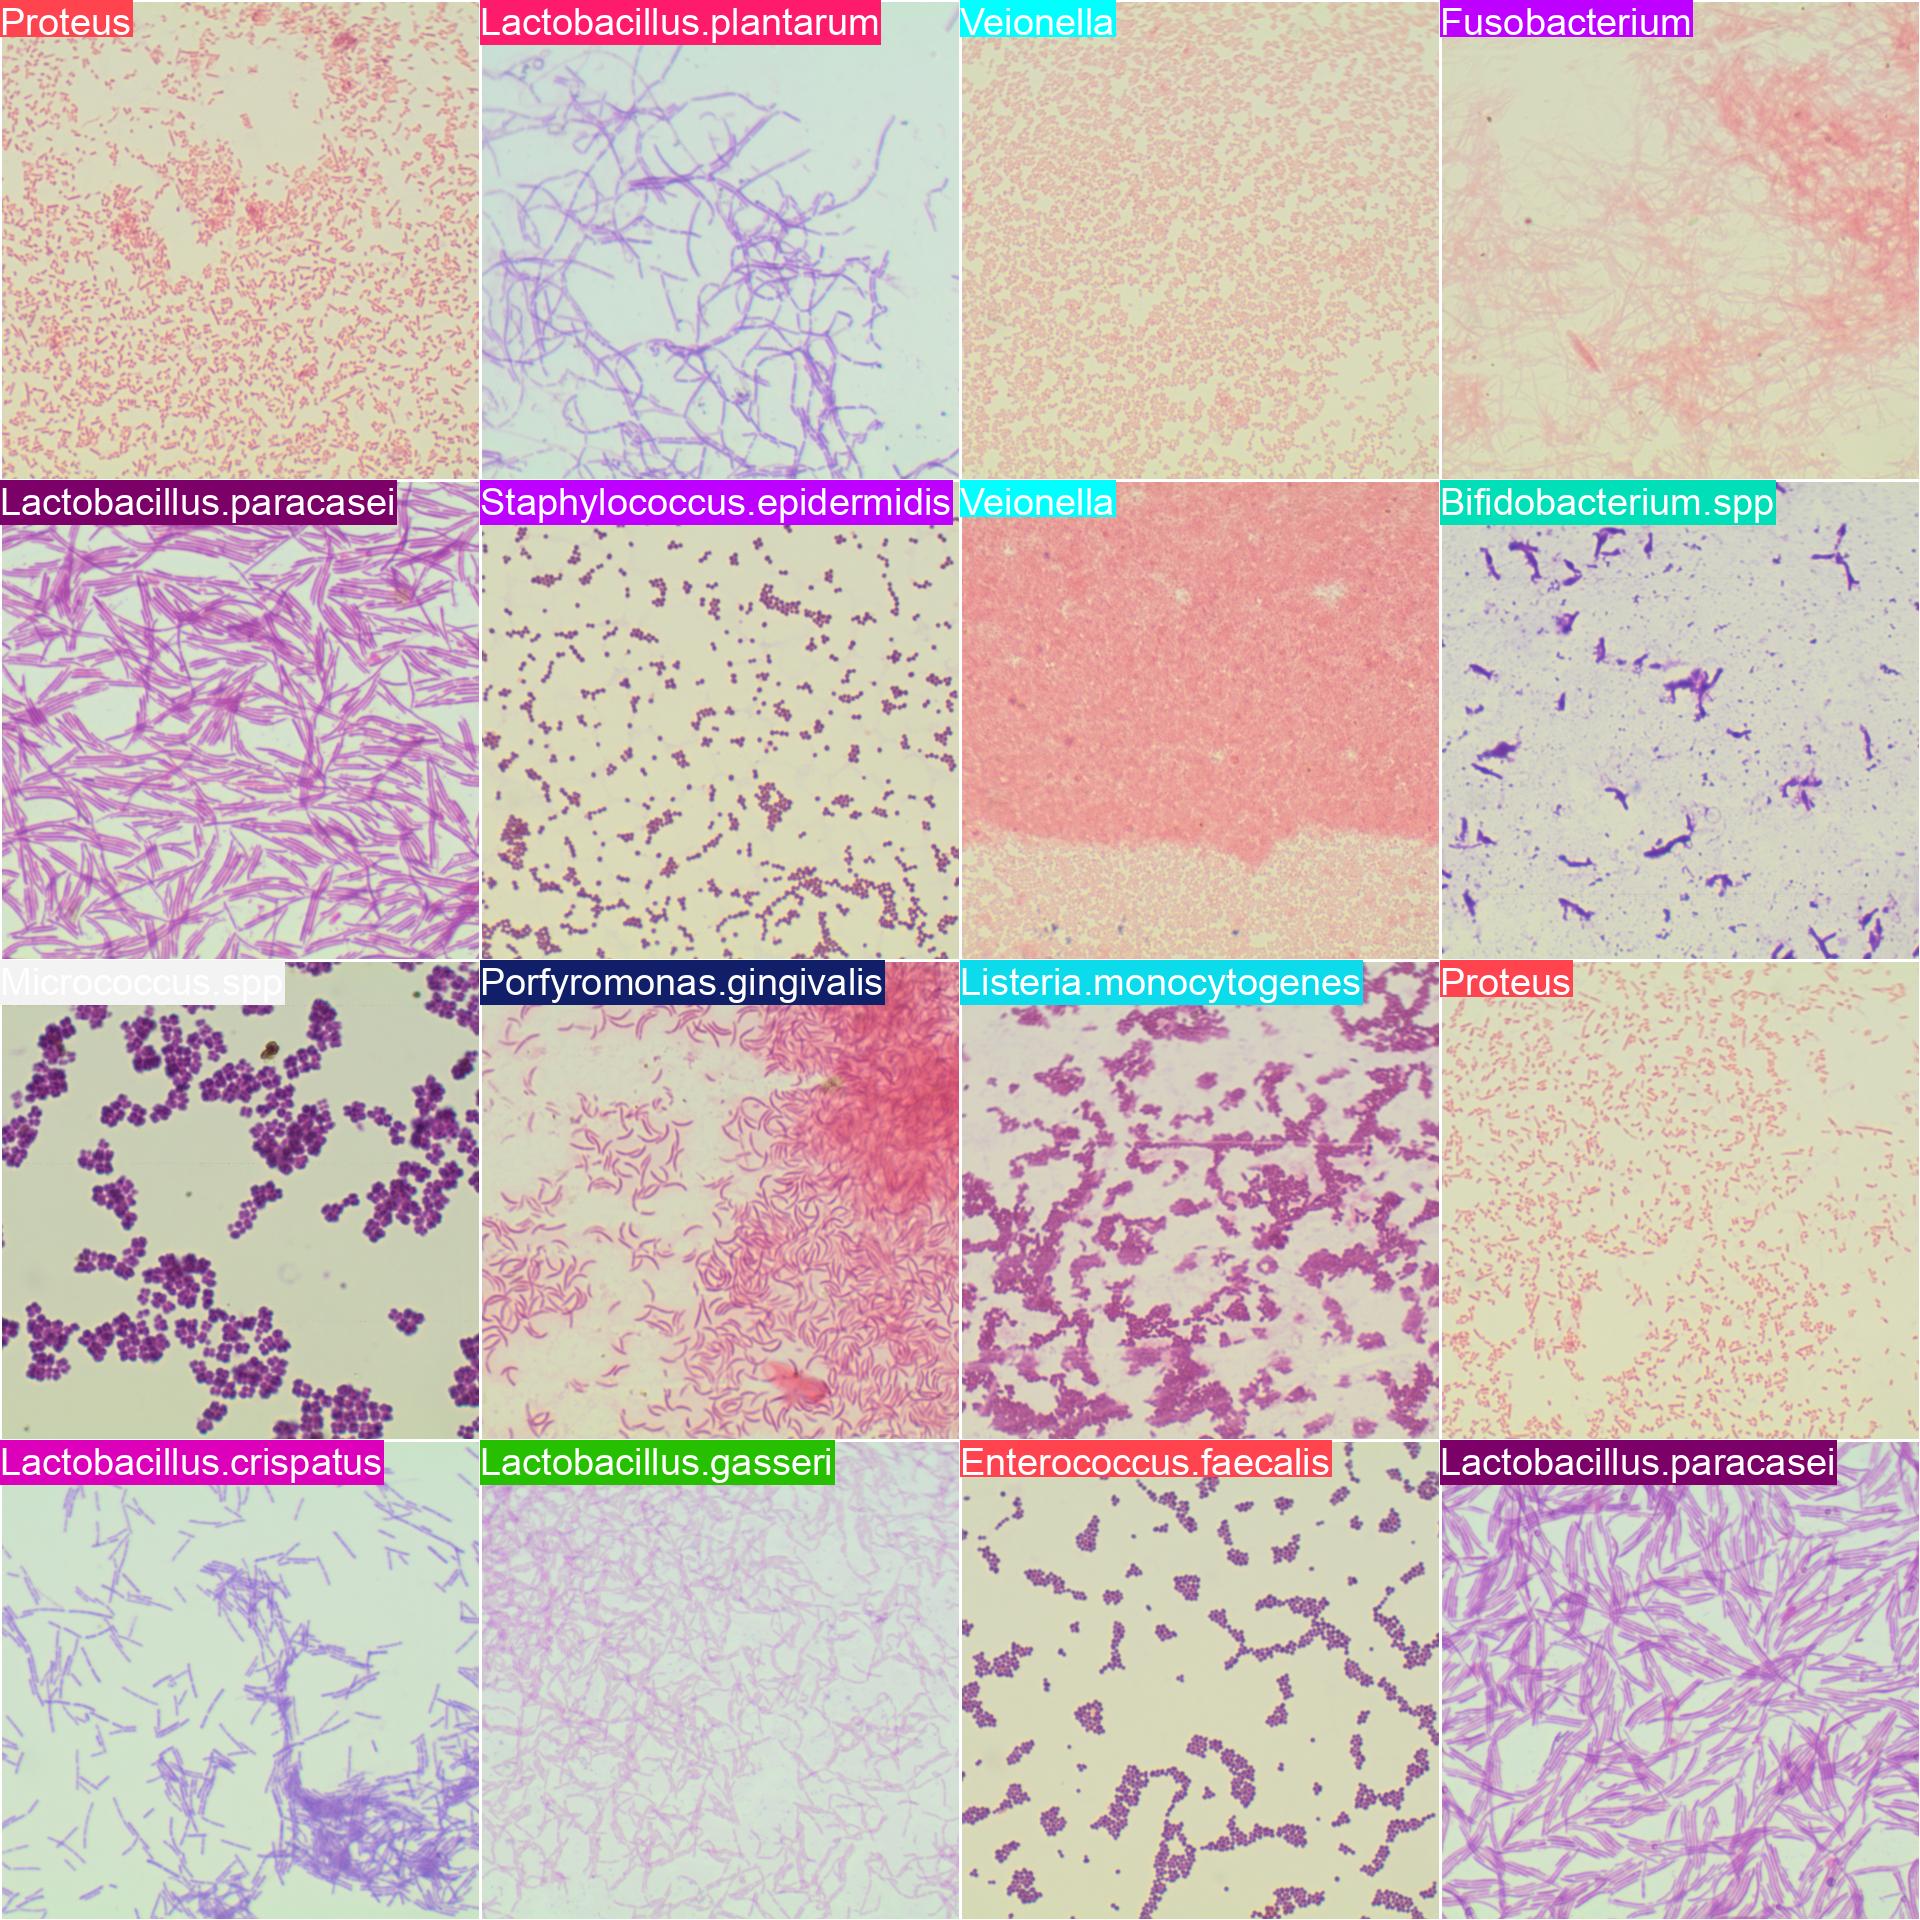 Proteus
Lactobacillus.plantarum
Veionella
Fusobacterium
Lactobacillus.paracasei
Staphylococcus.epidermidis
Veionella
Bifidobacterium.spp
Micrococcus.spp
Porfyromonas.gingivalis
Listeria.monocytogenes
Proteus
Lactobacillus.crispatus
Lactobacillus.gasseri
Enterococcus.faecalis
Lactobacillus.paracasei